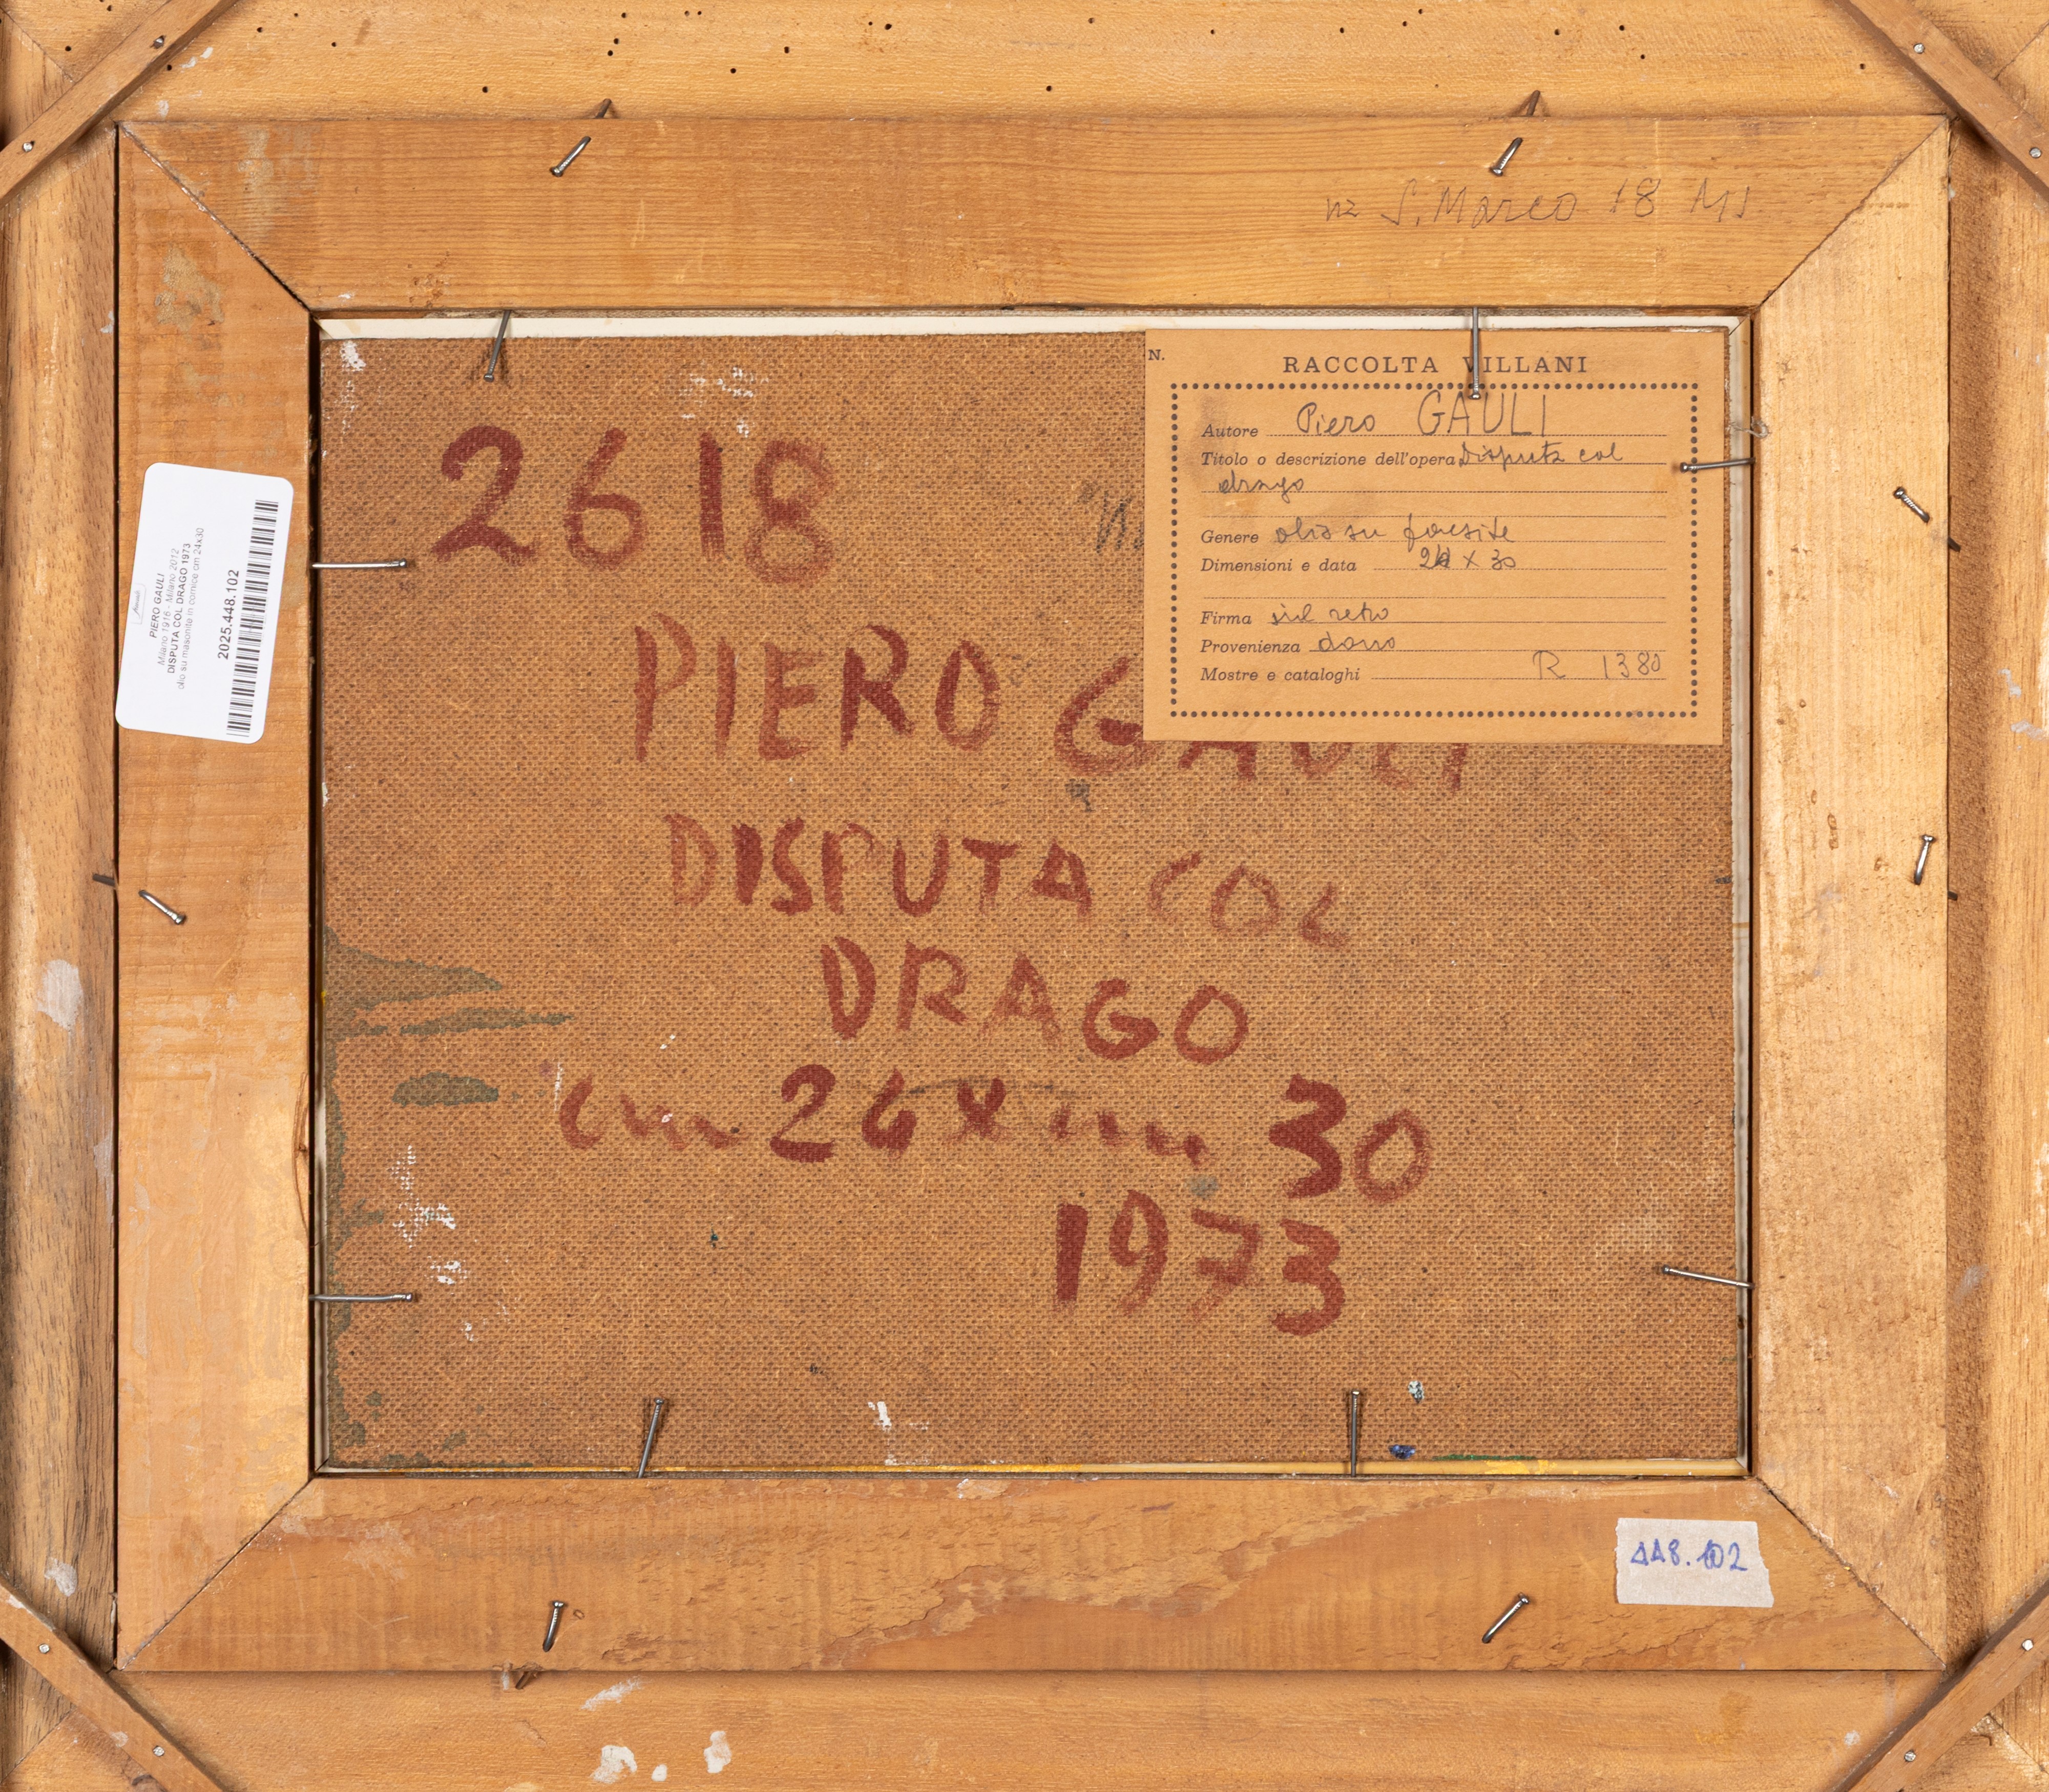 S. Marco 18
N.
RACCOLTA VILLANI
Autore Piero GAULI
Titolo o descrizione dell'opera Disputa col
drago
Genere olio su faesite
Dimensioni e data 24 x 30
Firma sul retro
Provenienza dono
Mostre e cataloghi R 1380
2618
PIERO GAULI
DISPUTA COL
DRAGO
cm 24 x cm 30
1973
PIERO GAULI
Milano 1916 - Milano 2012
DISPUTA COL DRAGO 1973
olio su masonite in cornice cm 24x30
2025.448.102
448.102